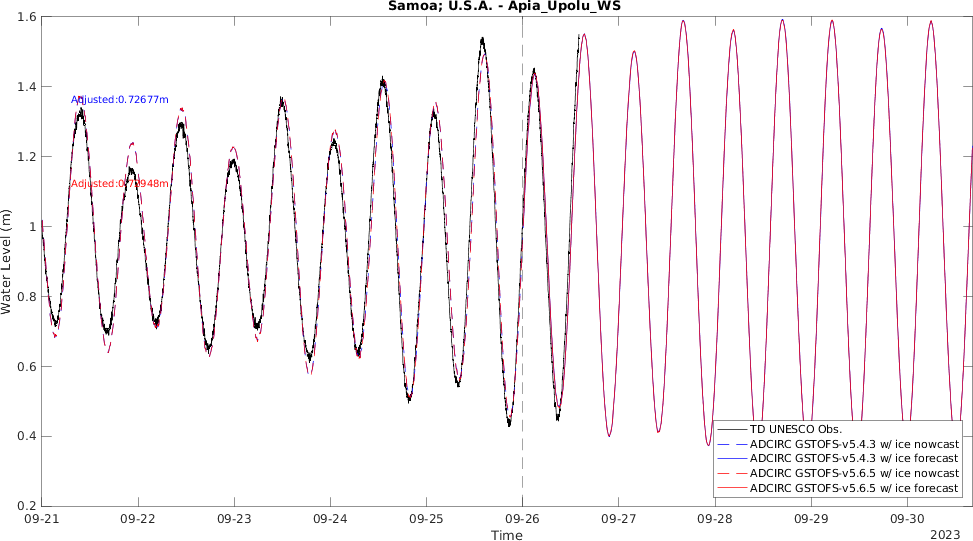 Samoa; U.S.A. - Apia_Upolu_WS
Water Level (m)
1.6
1.4
1.2
1
0.8
0.6
0.4
0.2
Adjusted:0.72677m
Adjusted:0.72948m
TD UNESCO Obs.
ADCIRC GSTOFS-v5.4.3 w/ ice nowcast
ADCIRC GSTOFS-v5.4.3 w/ ice forecast
ADCIRC GSTOFS-v5.6.5 w/ ice nowcast
ADCIRC GSTOFS-v5.6.5 w/ ice forecast
09-21 09-22 09-23 09-24 09-25 09-26 09-27 09-28 09-29 09-30
Time
2023